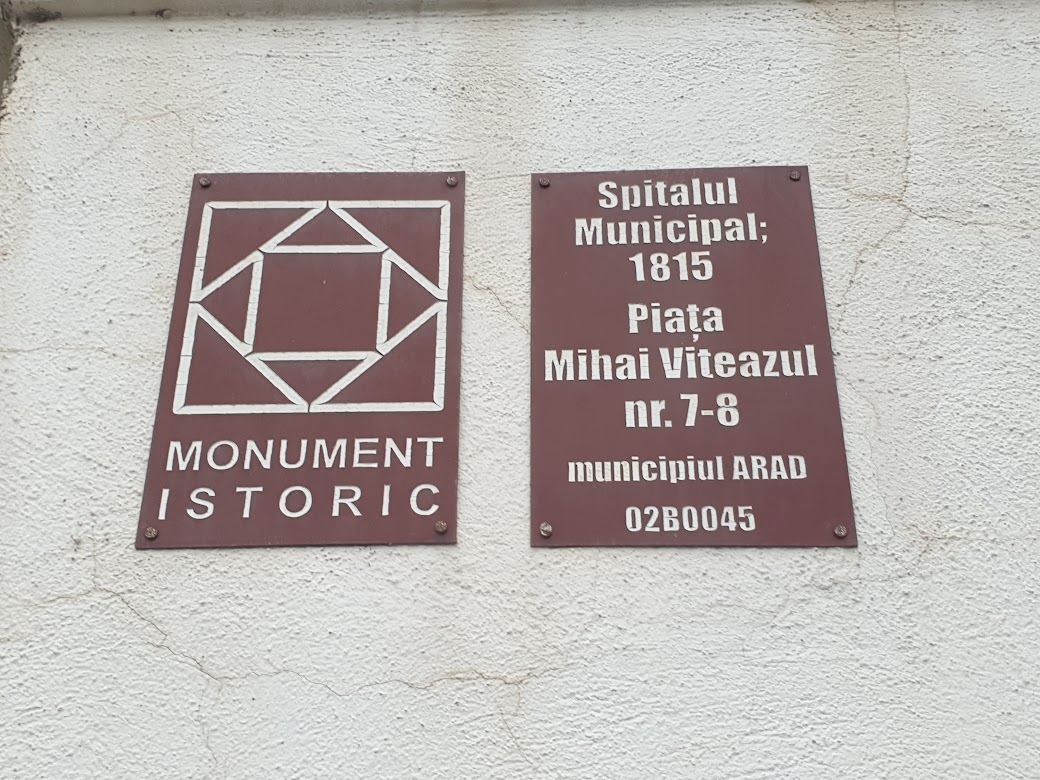 MONUMENT
ISTORIC
Spitalul
Municipal;
1815
Piața
Mihai Viteazul
nr. 7-8
municipiul ARAD
02B0045